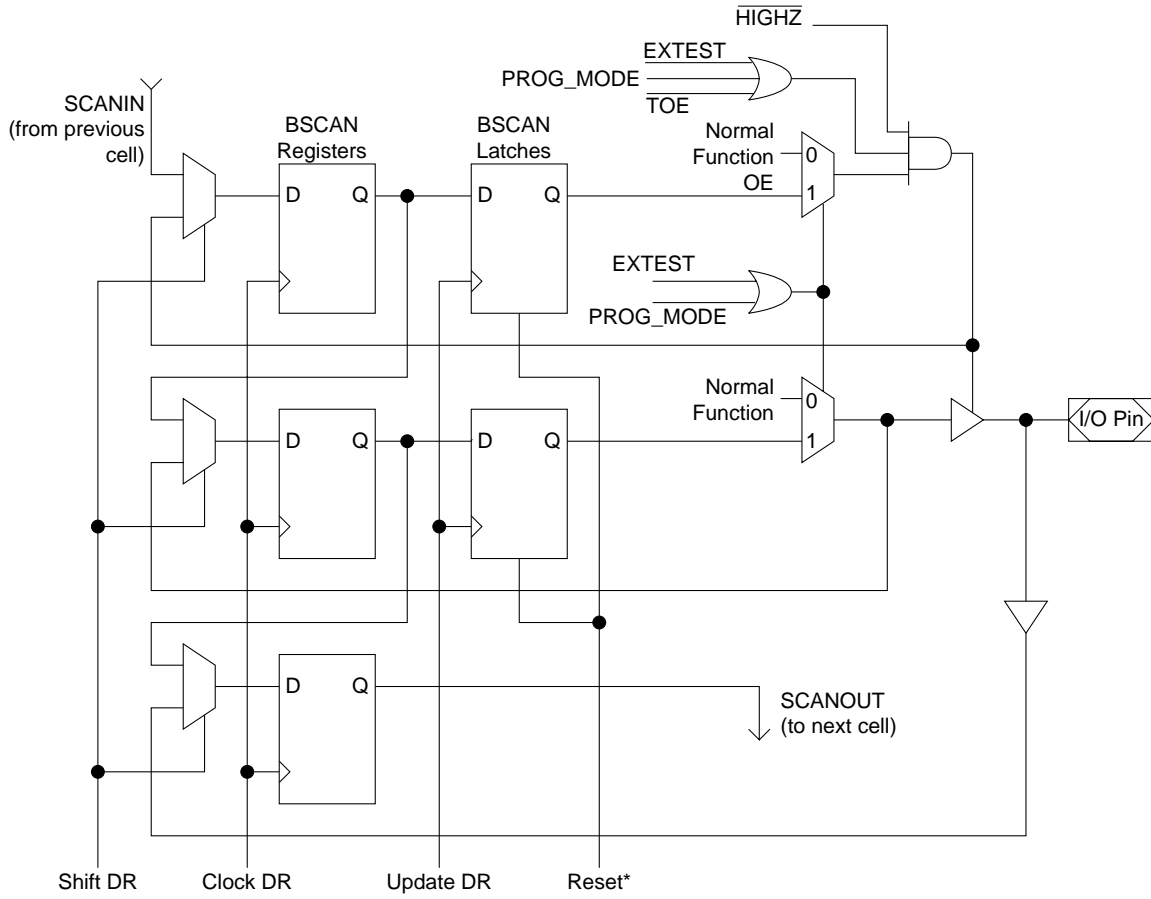 HIGHZ
EXTEST
PROG_MODE
TOE
SCANIN
(from previous
cell)
BSCAN
Registers
BSCAN
Latches
Normal
Function
OE
0
1
D Q
D Q
EXTEST
PROG_MODE
Normal
Function
0
1
I/O Pin
D Q
D Q
D Q
SCANOUT
(to next cell)
Shift DR
Clock DR
Update DR
Reset*